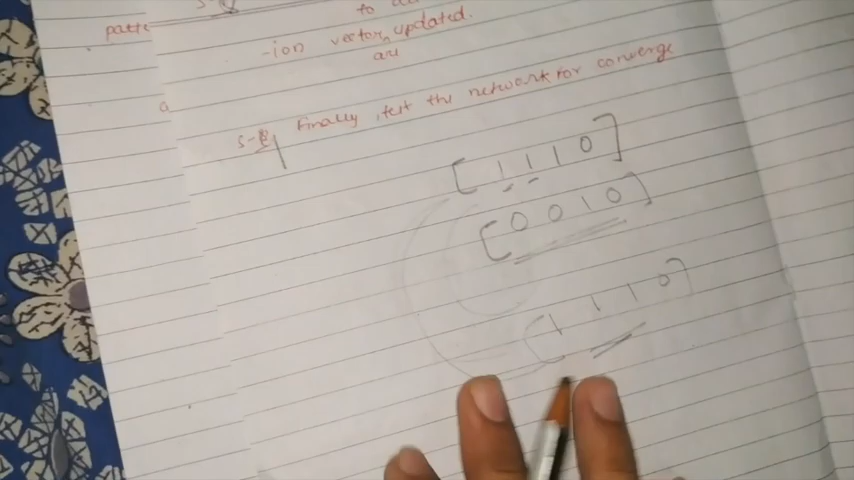 to
patte
-ion vector, updated.
are
a
Finally, test the network for converge
[1 1 1 0]
[0 0 1 0]
[1 1 1 0]